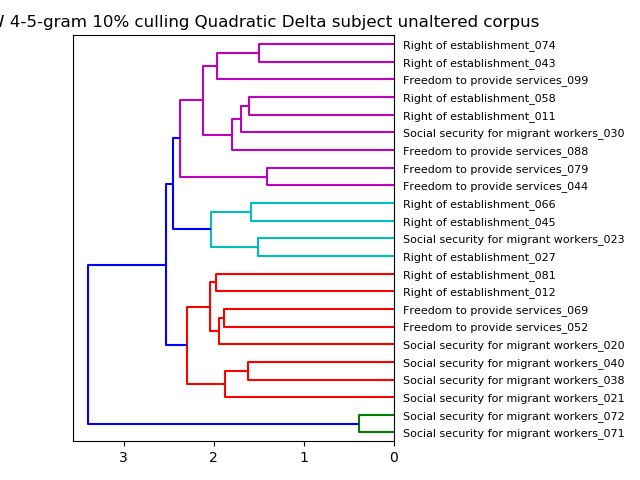 4-5-gram 10% culling Quadratic Delta subject unaltered corpus
Right of establishment_074
Right of establishment_043
Freedom to provide services_099
Right of establishment_058
Right of establishment_011
Social security for migrant workers_030
Freedom to provide services_088
Freedom to provide services_079
Freedom to provide services_044
Right of establishment_066
Right of establishment_045
Social security for migrant workers_023
Right of establishment_027
Right of establishment_081
Right of establishment_012
Freedom to provide services_069
Freedom to provide services_052
Social security for migrant workers_020
Social security for migrant workers_040
Social security for migrant workers_038
Social security for migrant workers_021
Social security for migrant workers_072
Social security for migrant workers_071
3 2 1 0